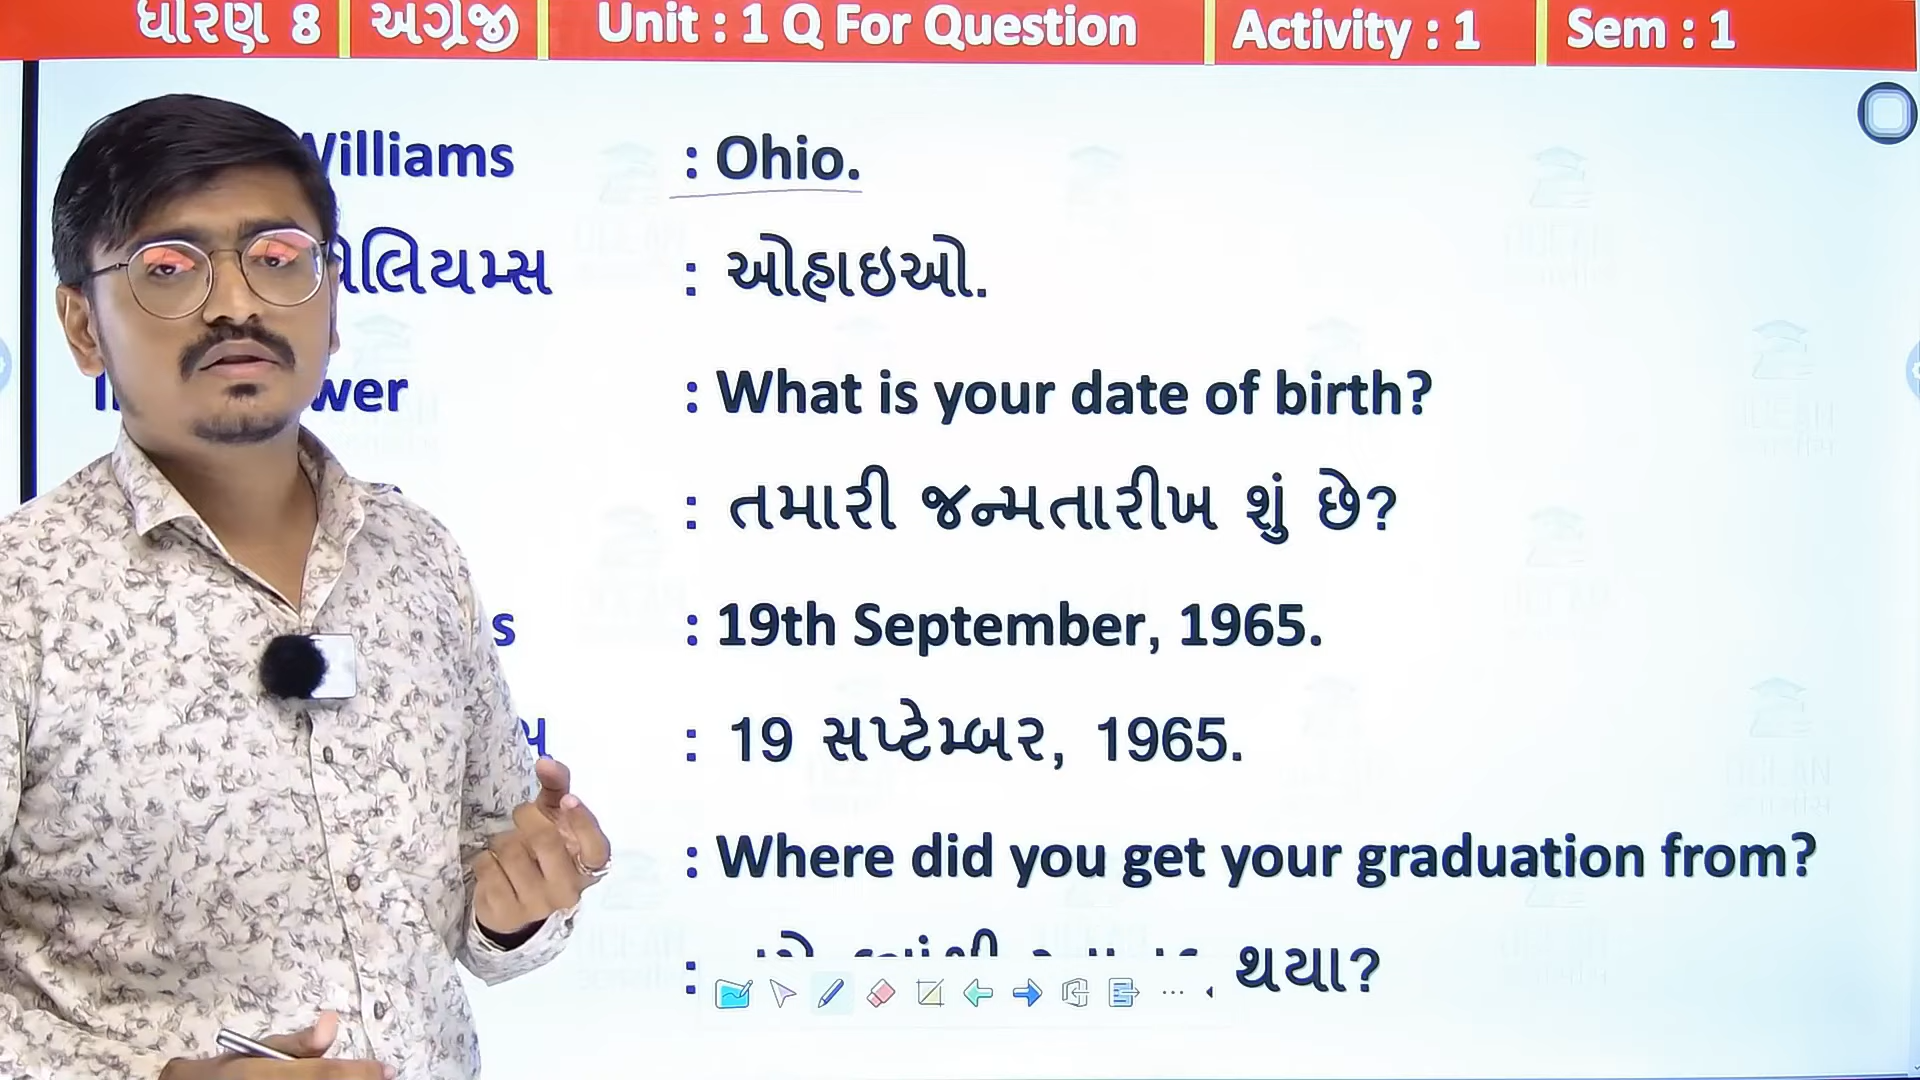 ધોરણ 8 અંગ્રેજી Unit : 1 Q For Question Activity : 1 Sem : 1
Williams : Ohio.
વિલિયમ્સ : ઓહાઇઓ.
: What is your date of birth?
: તમારી જન્મતારીખ શું છે?
: 19th September, 1965.
: 19 સપ્ટેમ્બર, 1965.
: Where did you get your graduation from?
: થયા?